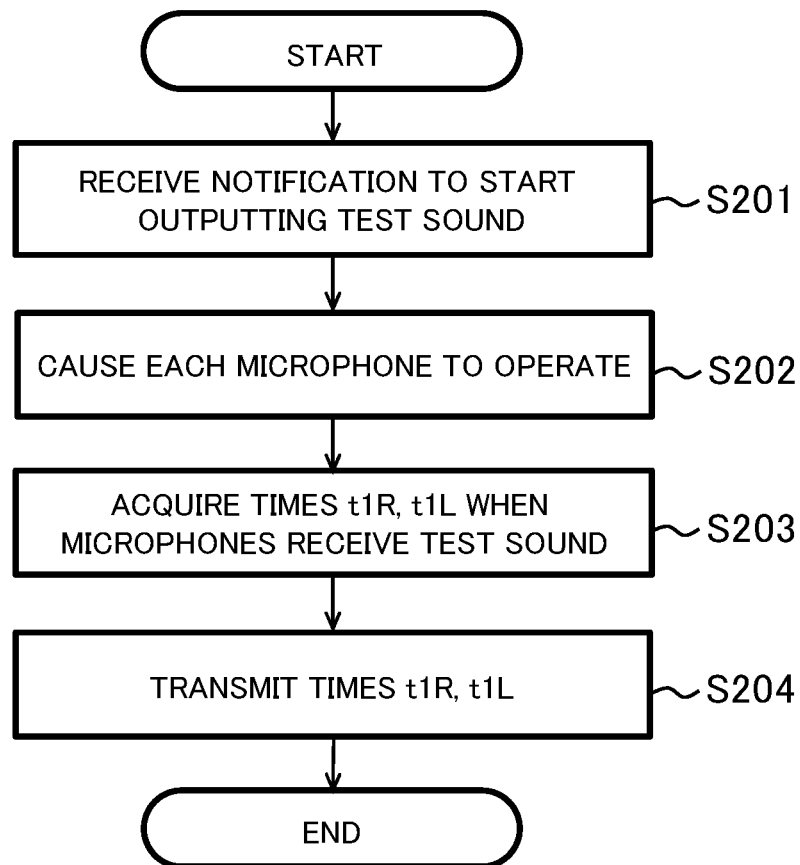 START
RECEIVE NOTIFICATION TO START
OUTPUTTING TEST SOUND
S201
CAUSE EACH MICROPHONE TO OPERATE
S202
ACQUIRE TIMES t1R, t1L WHEN
MICROPHONES RECEIVE TEST SOUND
S203
TRANSMIT TIMES t1R, t1L
S204
END